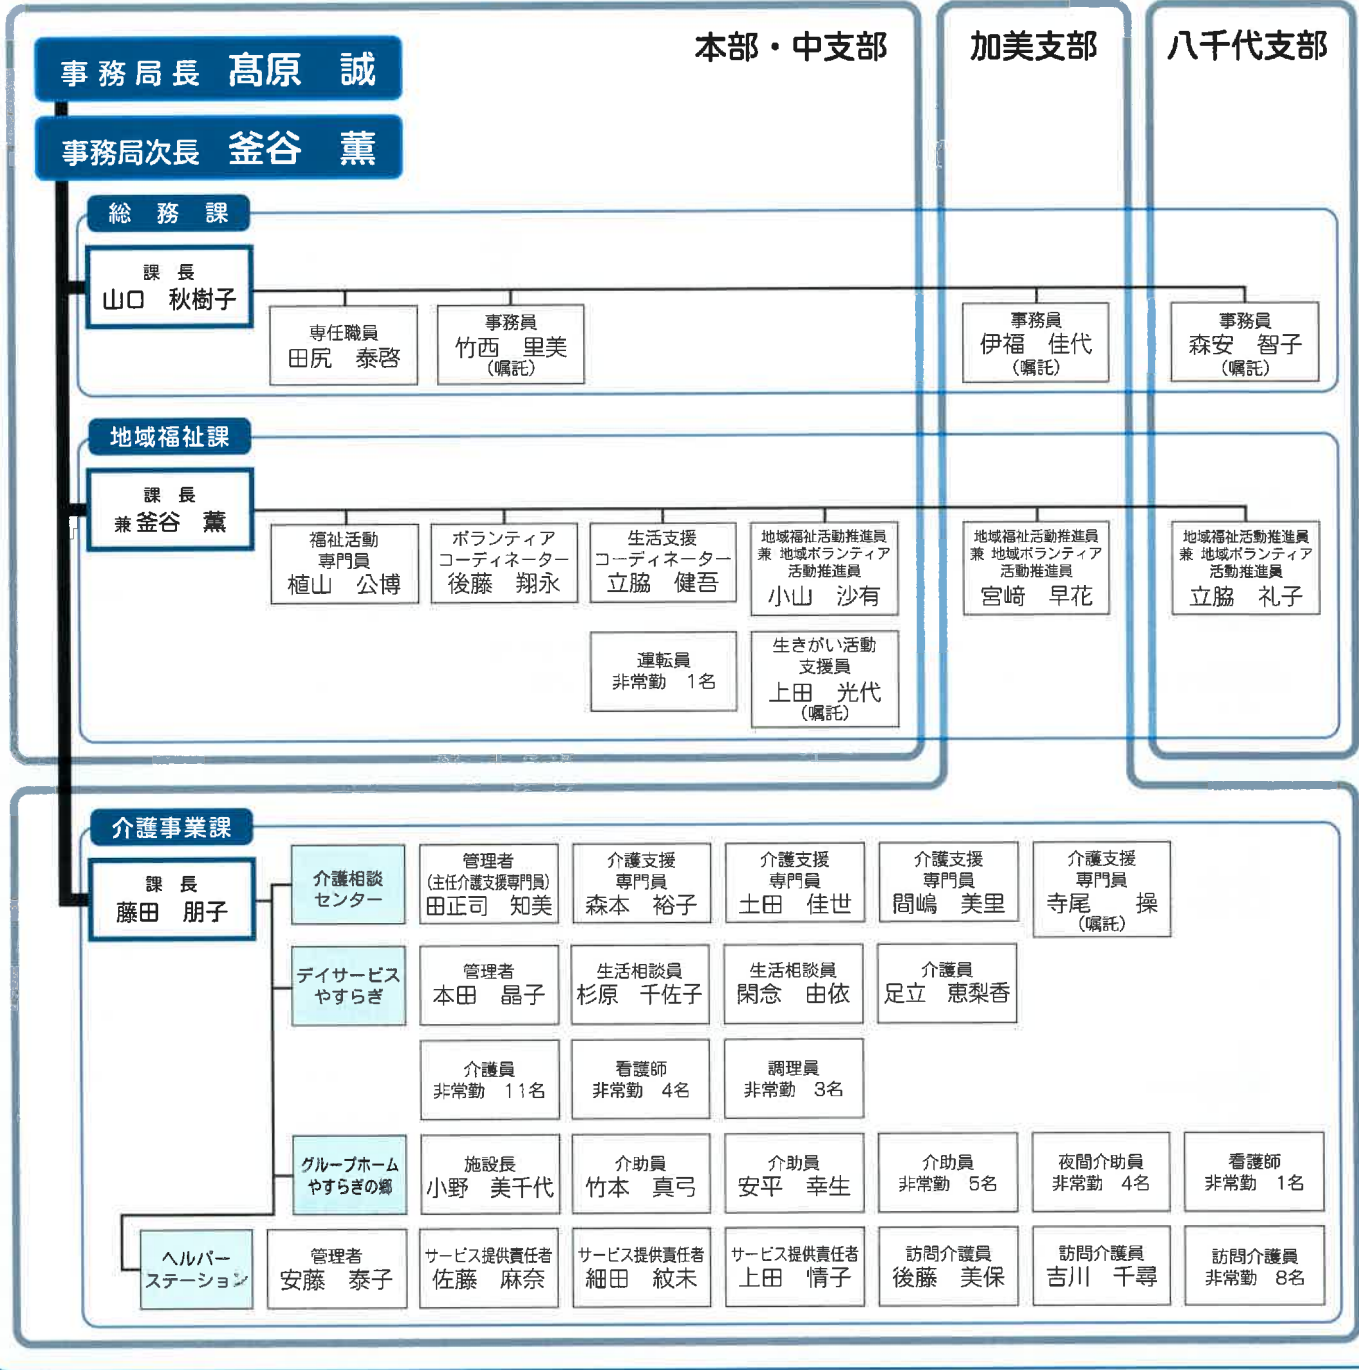 本部・中支部
加美支部
八千代支部
事務局長 髙原 誠
事務局次長 釜谷 薫
総務課
課長
山口 秋樹子
専任職員
田尻 泰啓
事務員
竹西 里美
(嘱託)
事務員
伊福 佳代
(嘱託)
事務員
森安 智子
(嘱託)
地域福祉課
課長
兼 釜谷 薫
福祉活動
専門員
植山 公博
ボランティア
コーディネーター
後藤 翔永
生活支援
コーディネーター
立脇 健吾
地域福祉活動推進員
兼 地域ボランティア
活動推進員
小山 沙有
地域福祉活動推進員
兼 地域ボランティア
活動推進員
宮﨑 早花
地域福祉活動推進員
兼 地域ボランティア
活動推進員
立脇 礼子
運転員
非常勤 1名
生きがい活動
支援員
上田 光代
(嘱託)
介護事業課
課長
藤田 朋子
介護相談
センター
管理者
(主任介護支援専門員)
田正司 知美
介護支援
専門員
森本 裕子
介護支援
専門員
土田 佳世
介護支援
専門員
間嶋 美里
介護支援
専門員
寺尾 操
(嘱託)
デイサービス
やすらぎ
管理者
本田 晶子
生活相談員
杉原 千佐子
生活相談員
閑念 由依
介護員
足立 恵梨香
介護員
非常勤 11名
看護師
非常勤 4名
調理員
非常勤 3名
グループホーム
やすらぎの郷
施設長
小野 美千代
介助員
竹本 真弓
介助員
安平 幸生
介助員
非常勤 5名
夜間介助員
非常勤 4名
看護師
非常勤 1名
ヘルパー
ステーション
管理者
安藤 泰子
サービス提供責任者
佐藤 麻奈
サービス提供責任者
細田 紋未
サービス提供責任者
上田 情子
訪問介護員
後藤 美保
訪問介護員
吉川 千尋
訪問介護員
非常勤 8名